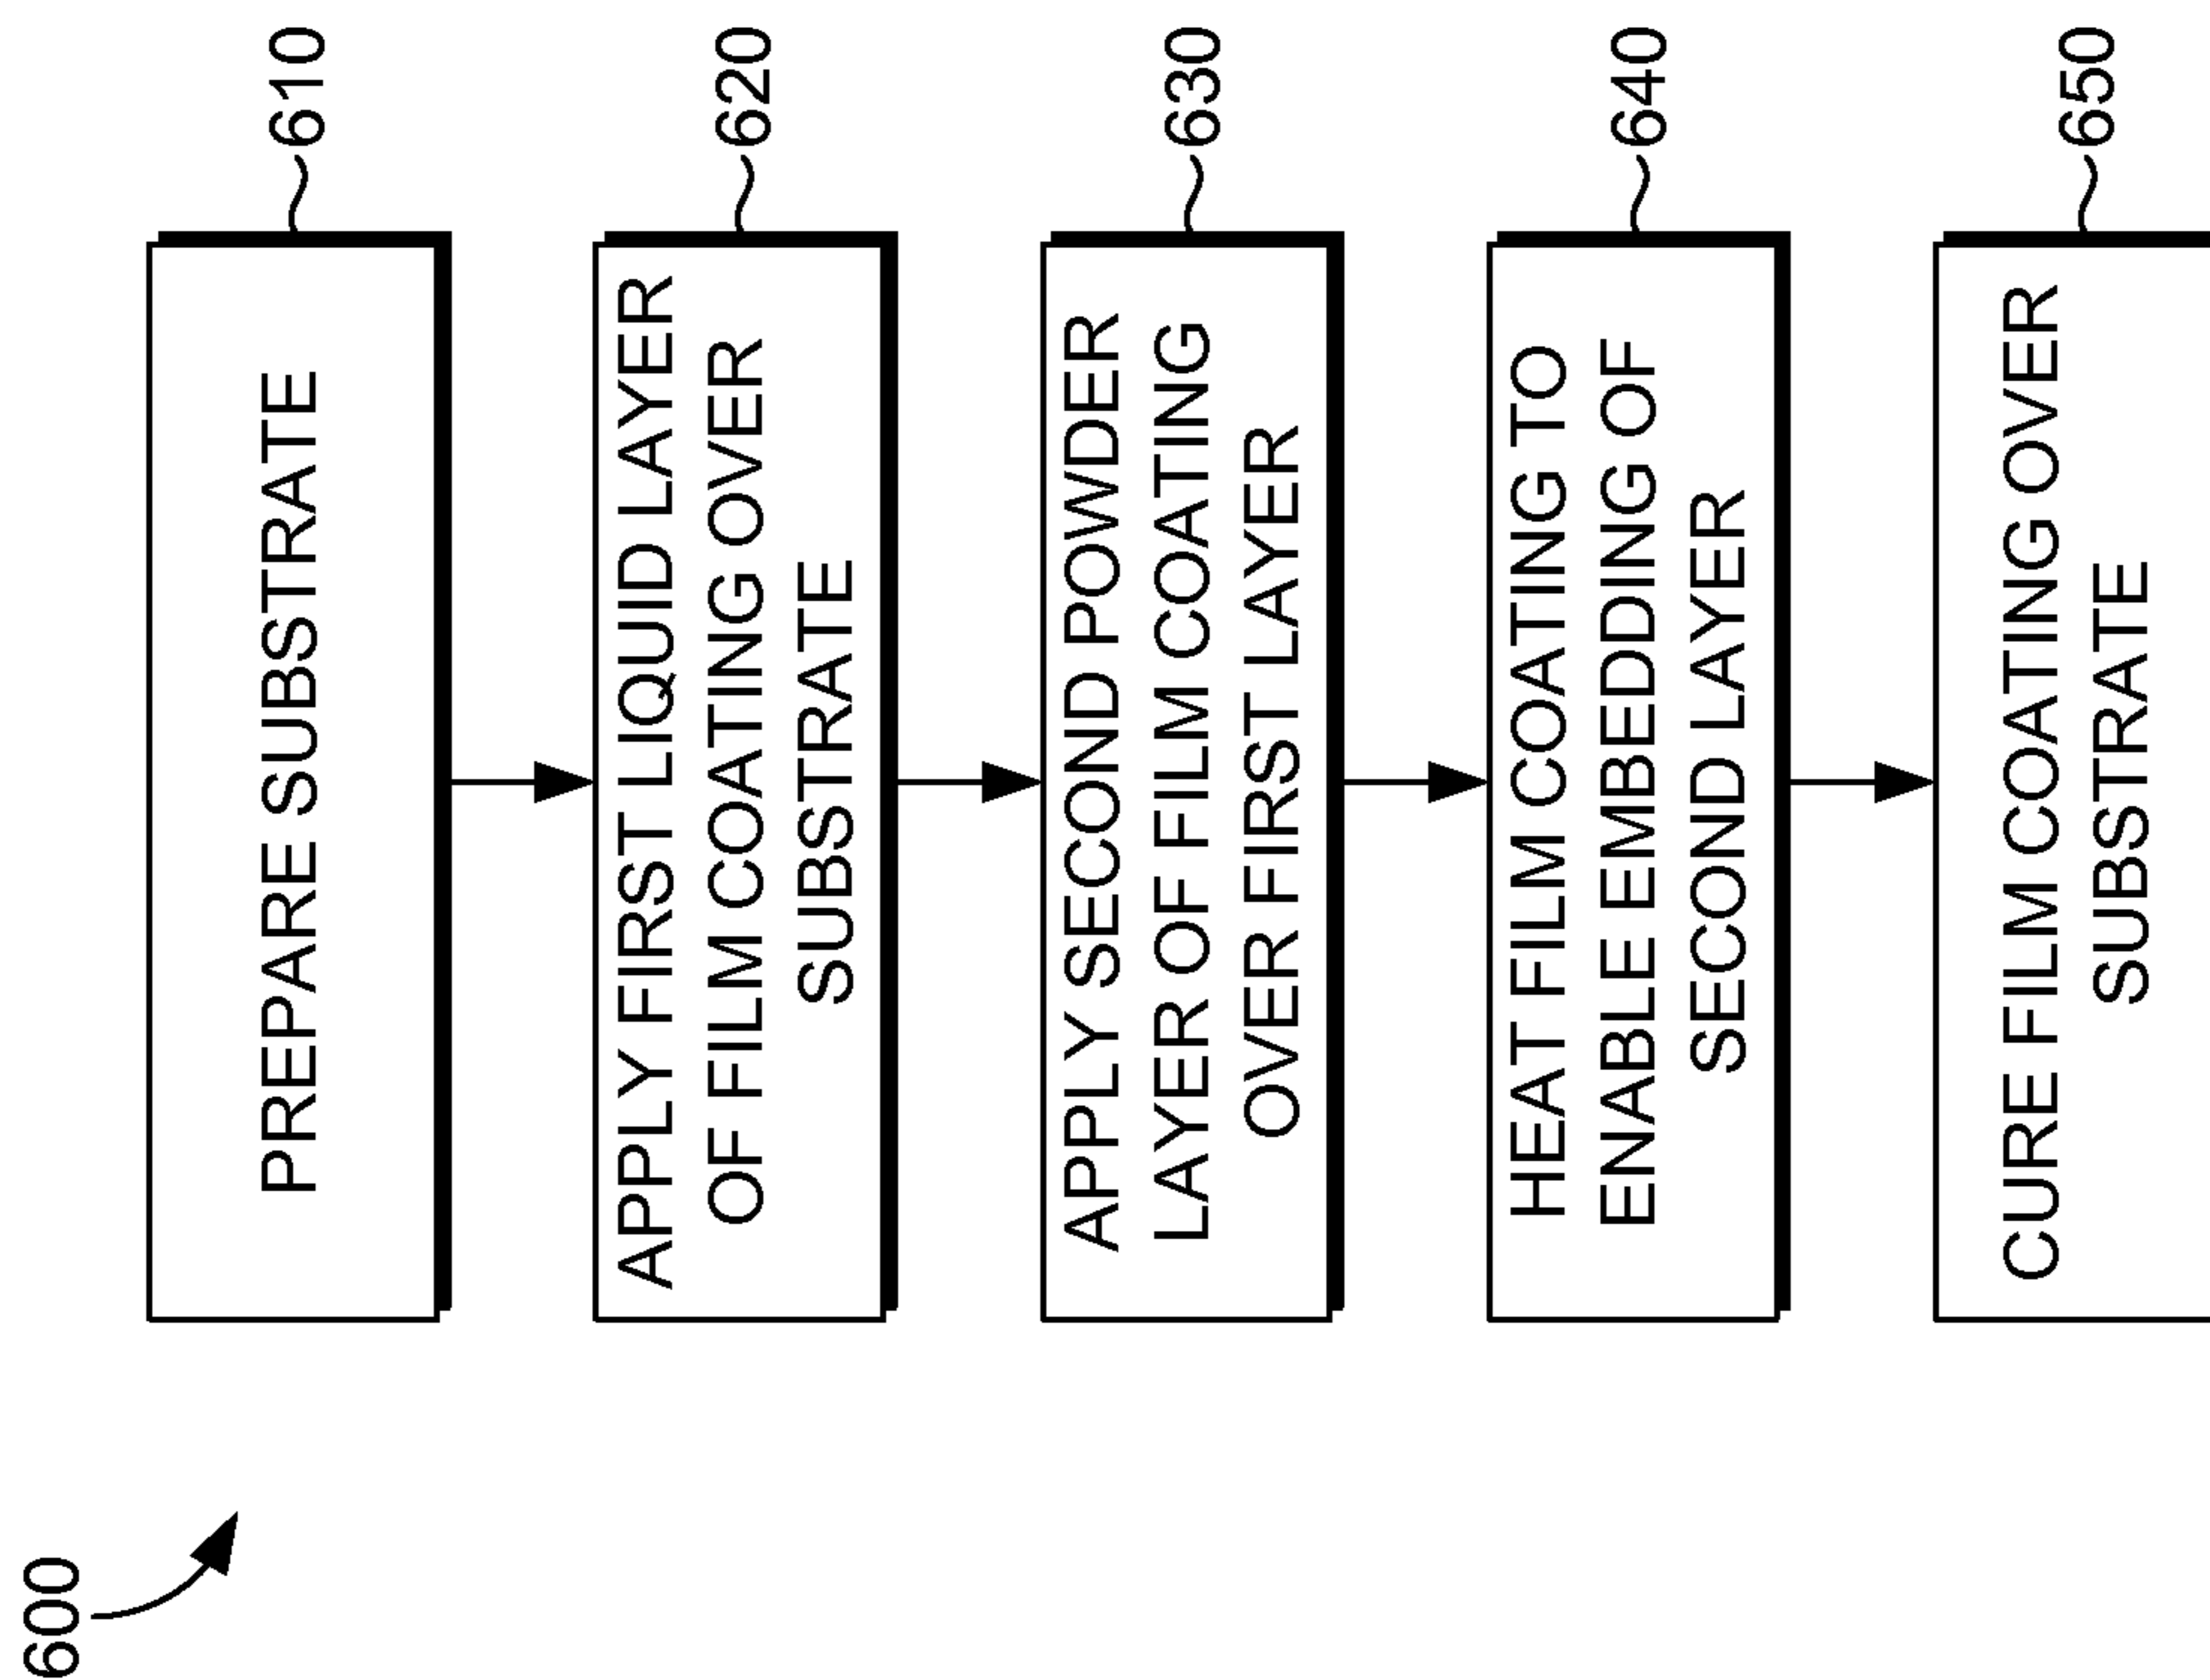 600
PREPARE SUBSTRATE
610
APPLY FIRST LIQUID LAYER
OF FILM COATING OVER
SUBSTRATE
620
APPLY SECOND POWDER
LAYER OF FILM COATING
OVER FIRST LAYER
630
HEAT FILM COATING TO
ENABLE EMBEDDING OF
SECOND LAYER
640
CURE FILM COATING OVER
SUBSTRATE
650